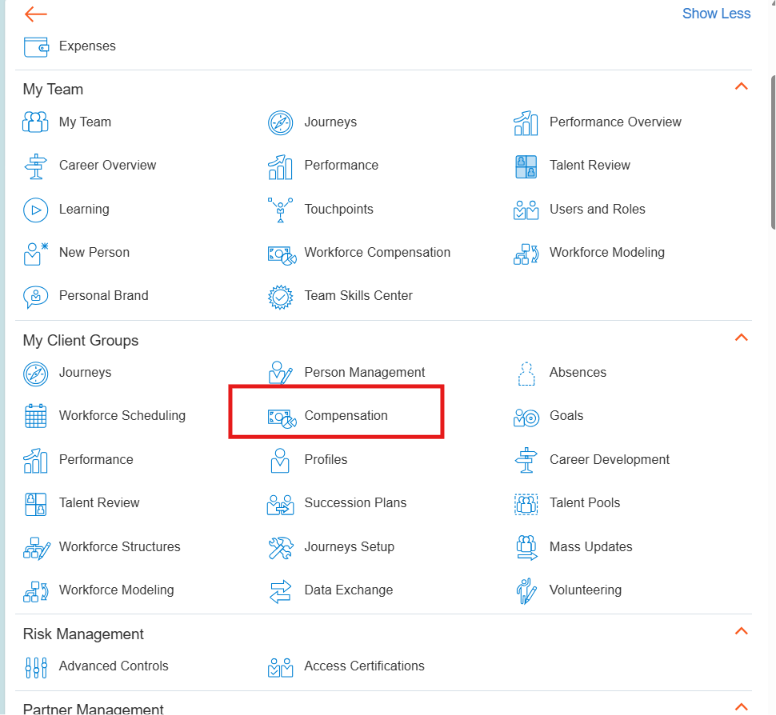 Show Less
Expenses
My Team
My Team Journeys Performance Overview
Career Overview Performance Talent Review
Learning Touchpoints Users and Roles
New Person Workforce Compensation Workforce Modeling
Personal Brand Team Skills Center
My Client Groups
Journeys Person Management Absences
Workforce Scheduling Compensation Goals
Performance Profiles Career Development
Talent Review Succession Plans Talent Pools
Workforce Structures Journeys Setup Mass Updates
Workforce Modeling Data Exchange Volunteering
Risk Management
Advanced Controls Access Certifications
Partner Management